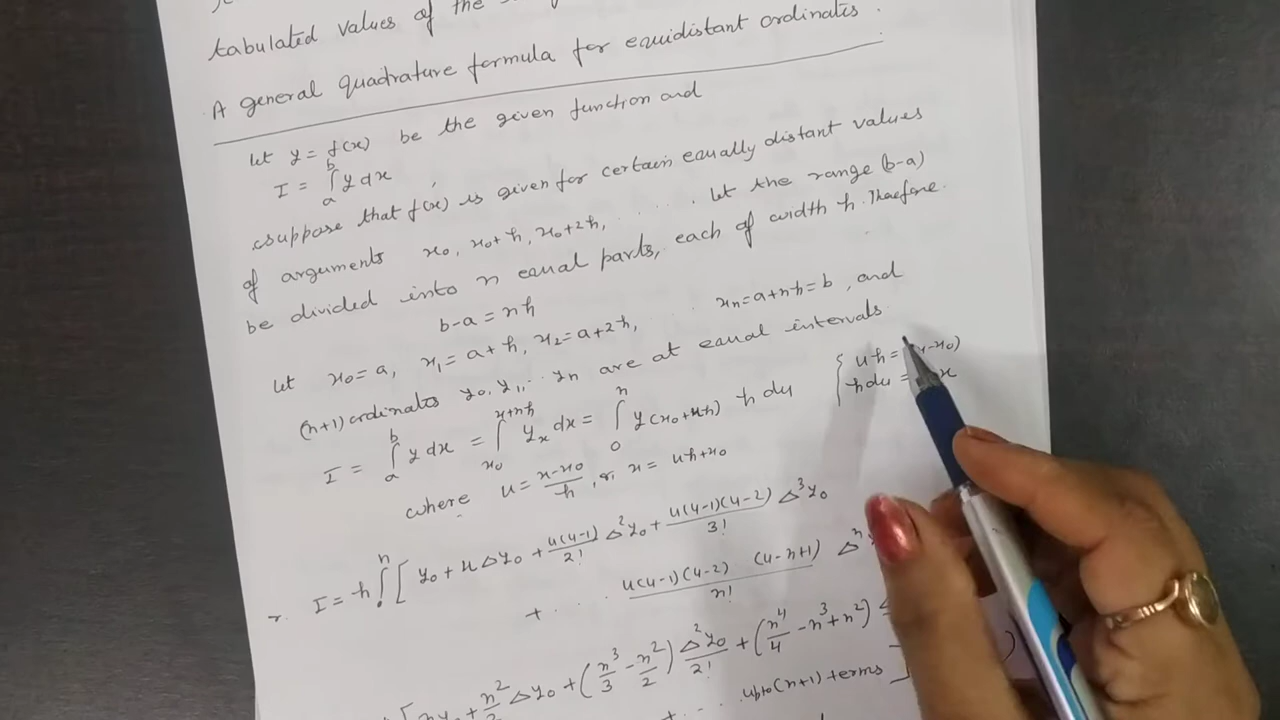 tabulated values of the
A general quadrature formula for equidistant ordinates.
let y = f(x) be the given function and
I = ∫_a^b y dx
suppose that f(x) is given for certain equally distant values
of arguments x₀, x₀+h, x₀+2h, ....... let the range (b-a)
be divided into n equal parts, each of width h. Therefore
b-a = nh
let x₀=a, x₁=a+h, x₂=a+2h, .... xₙ=a+nh=b, and
(n+1) ordinates y₀, y₁, ... yₙ are at equal intervals.
I = ∫_a^b y dx = ∫_{x₀}^{x+nh} yₓ dx = ∫_0^n y(x₀+uh) h du { uh = x₀)
h du = x
where u = (x-x₀)/h, or, x = uh+x₀
I = h ∫_0^n [ y₀ + uΔy₀ + u(u-1)/2! Δ²y₀ + u(u-1)(u-2)/3! Δ³y₀
+ .... u(u-1)(u-2) (u-n+1)/n! Δⁿ
[ ny₀ + n²/2 Δy₀ + (n³/3 - n²/2) Δ²y₀/2! + (n⁴/4 - n³ + n²)
+ .... upto (n+1) terms ]